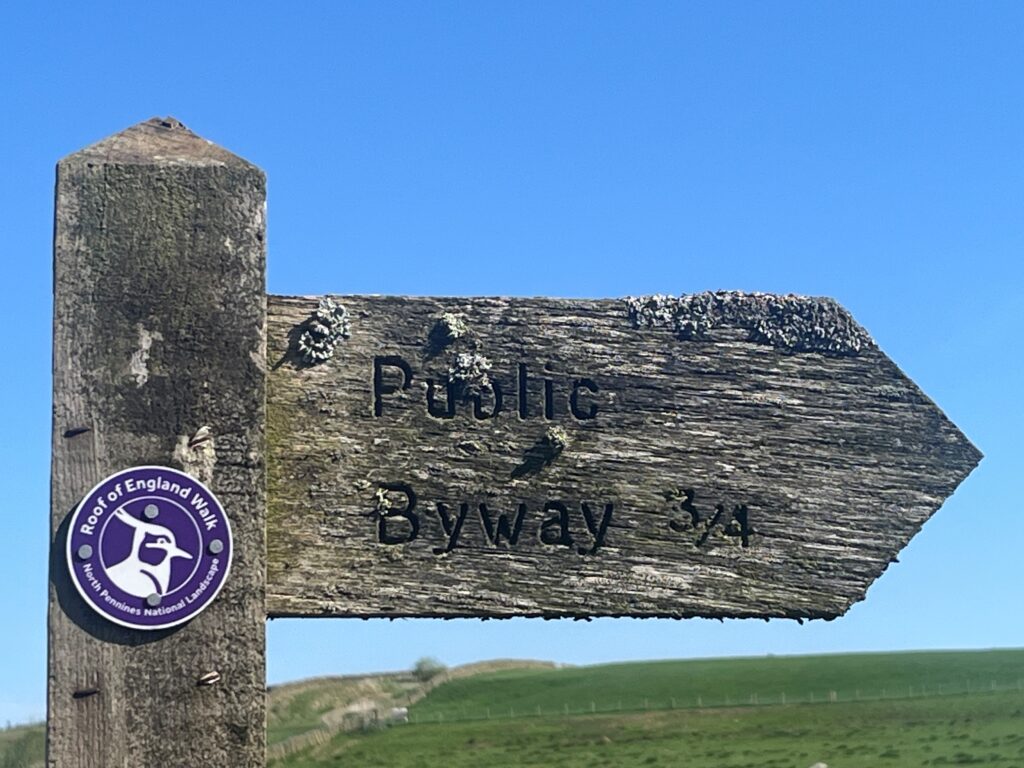 Public
Byway 3/4
Roof of England Walk
North Pennines National Landscape